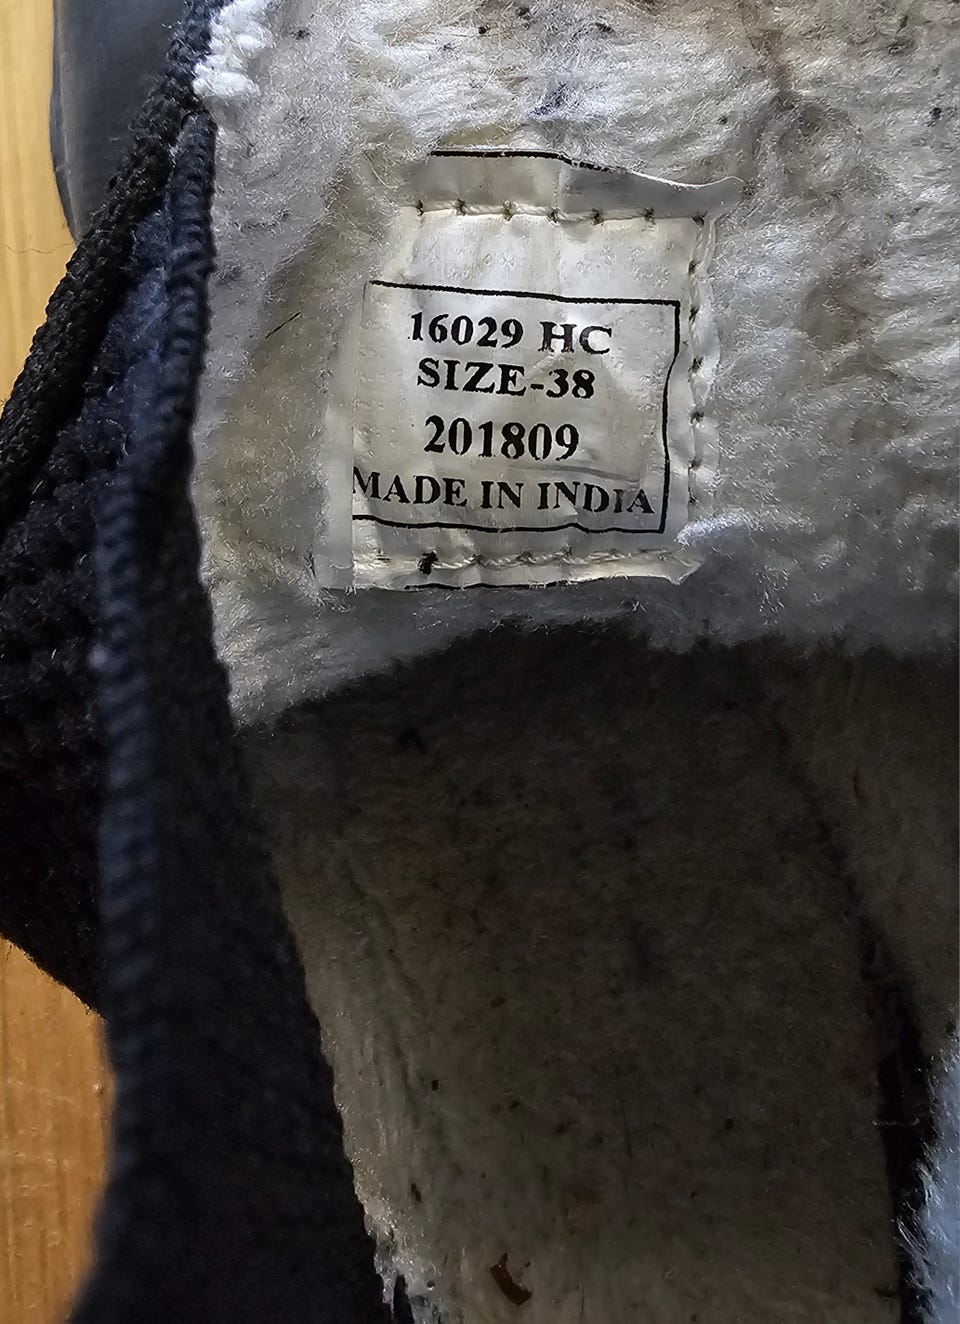 16029 HC
SIZE-38
201809
MADE IN INDIA